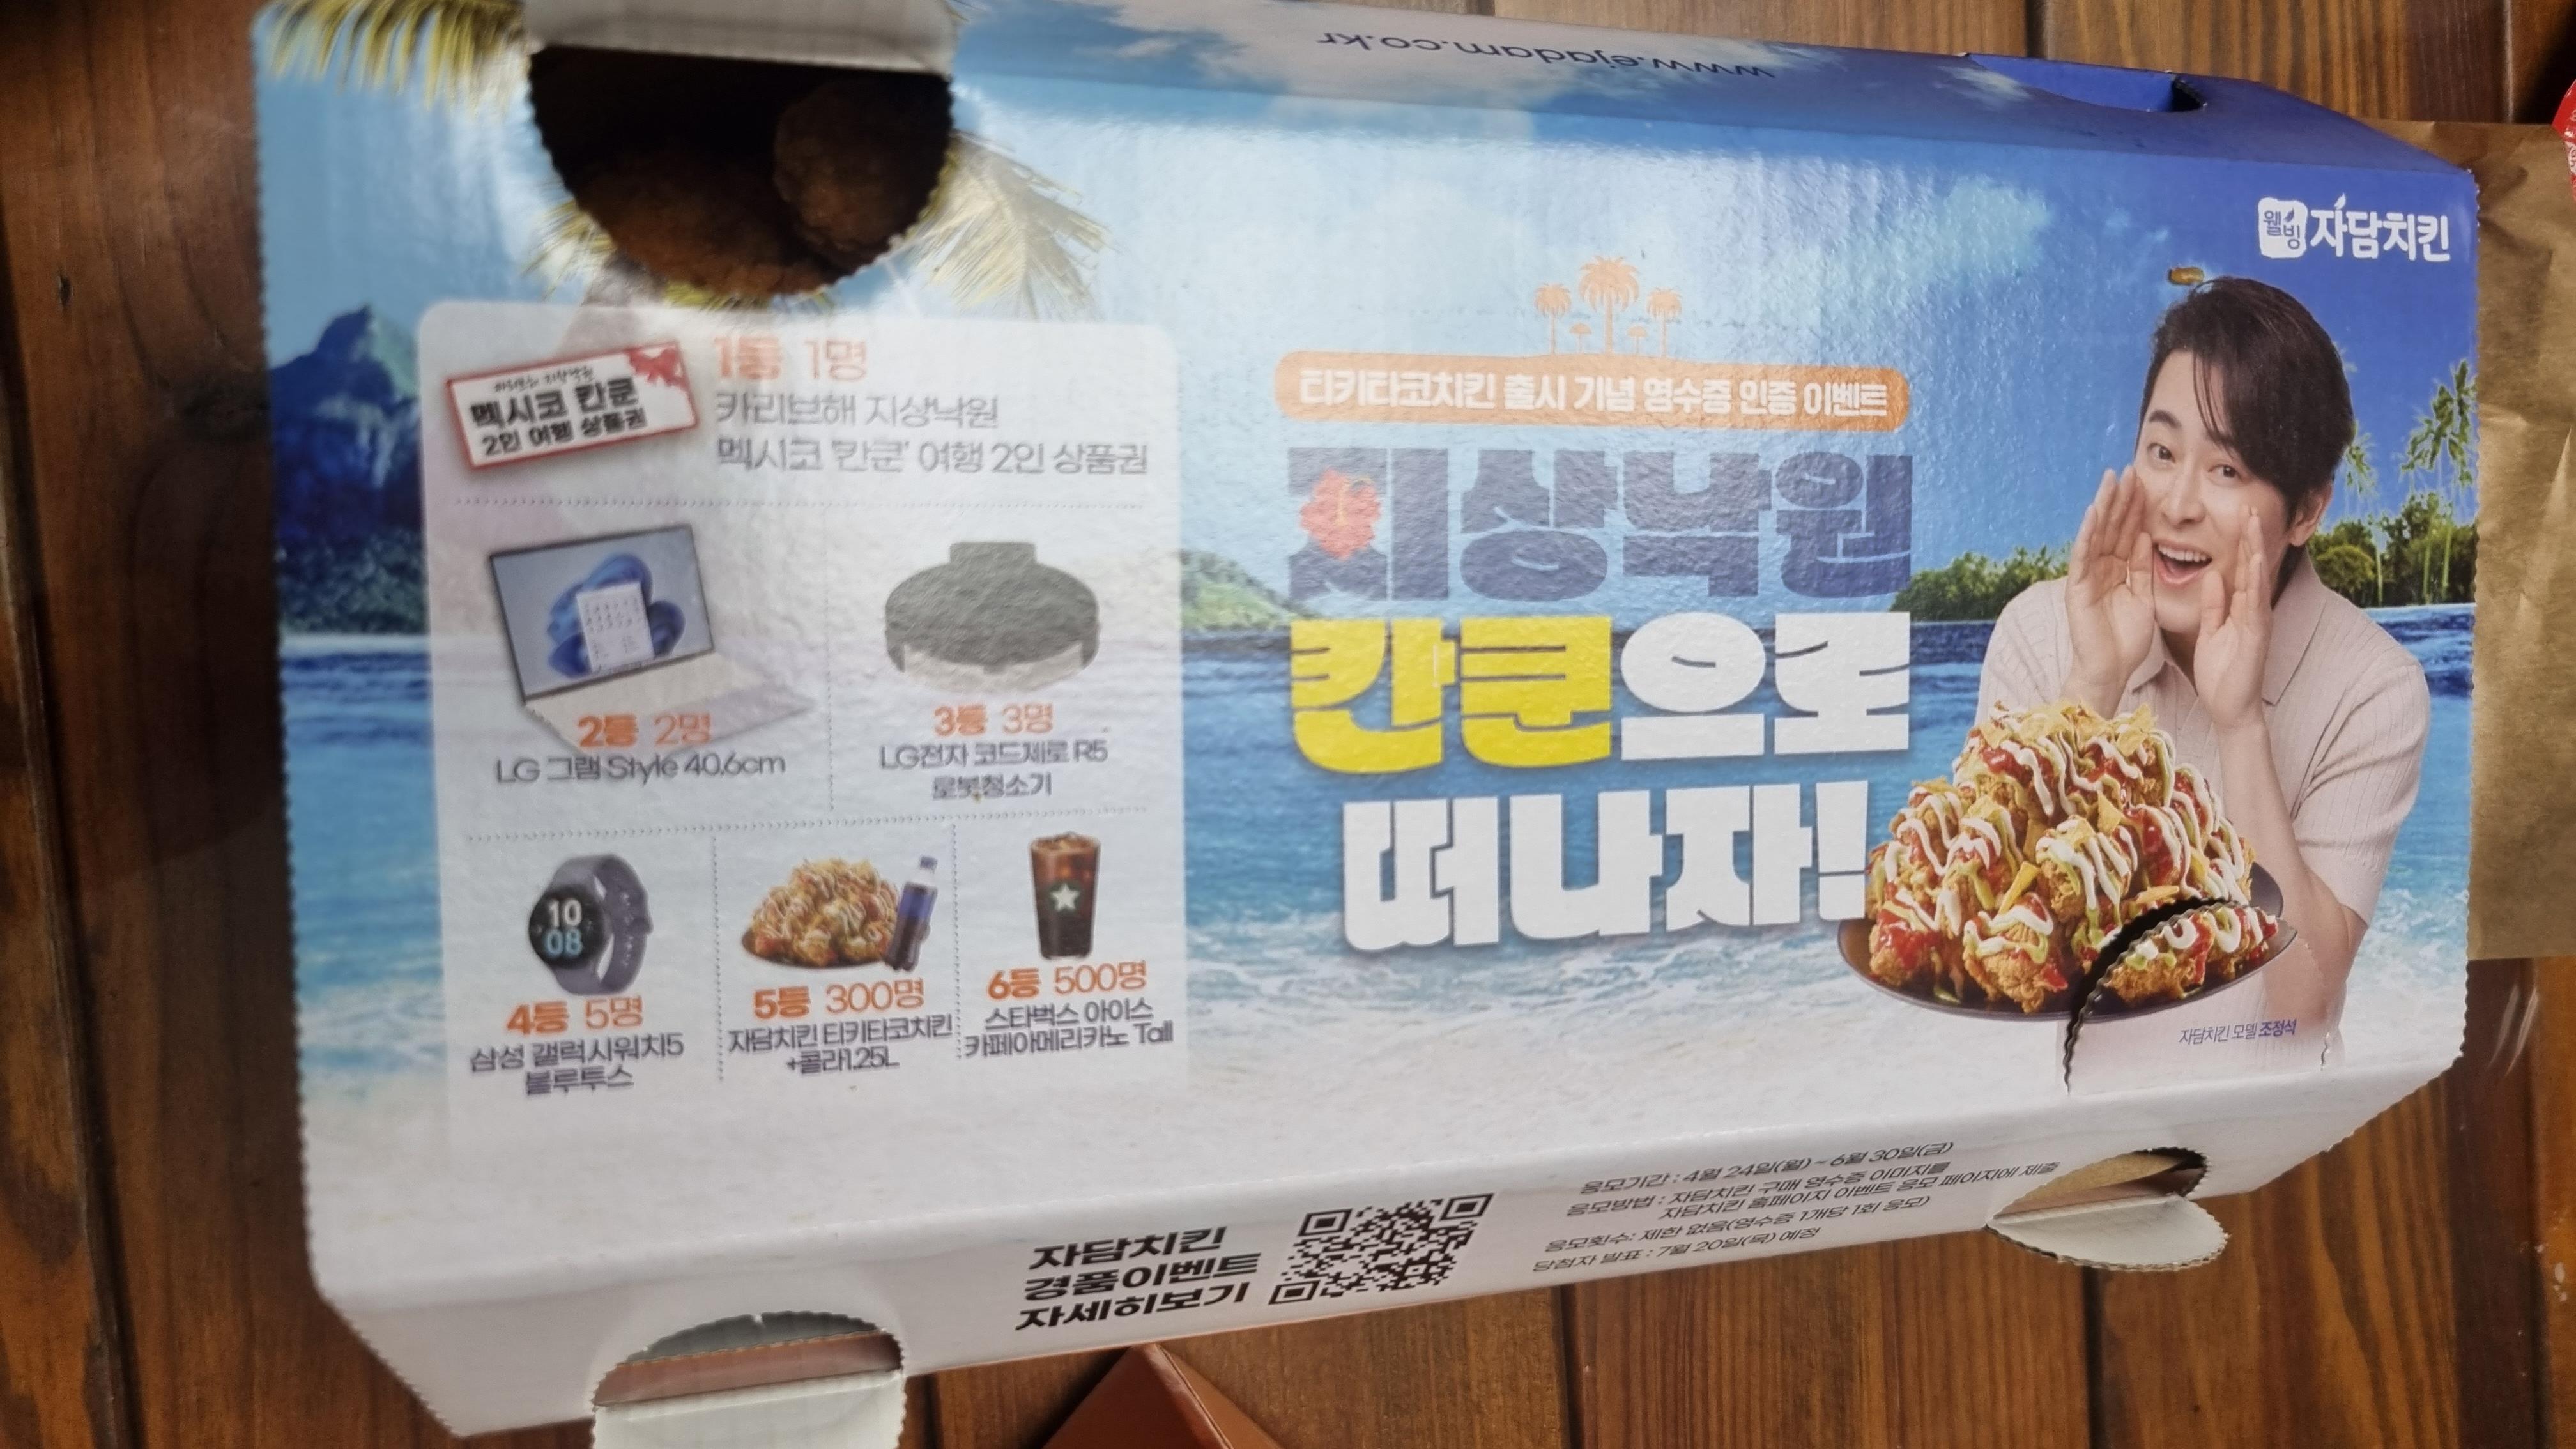 www.ejadam.co.kr
웰빙 자담치킨
티키타코치킨 출시 기념 영수증 인증 이벤트
지상낙원
칸쿤으로
떠나자!
자담치킨 모델 조정석
멕시코 칸쿤
2인 여행 상품권
1등 1명
카리브해 지상낙원
멕시코 '칸쿤' 여행 2인 상품권
2등 2명
LG 그램 Style 40.6cm
3등 3명
LG전자 코드제로 R5
로봇청소기
10
08
4등 5명
삼성 갤럭시워치5
블루투스
5등 300명
자담치킨 티키타코치킨
+콜라1.25L
6등 500명
스타벅스 아이스
카페아메리카노 Tall
자담치킨
경품이벤트
자세히보기
응모기간 : 4월 24일(월) ~ 6월 30일(금)
응모방법 : 자담치킨 구매 영수증 이미지를
자담치킨 홈페이지 이벤트 응모 페이지에 제출
응모횟수: 제한 없음(영수증 1개당 1회 응모)
당첨자 발표 : 7월 20일(목) 예정